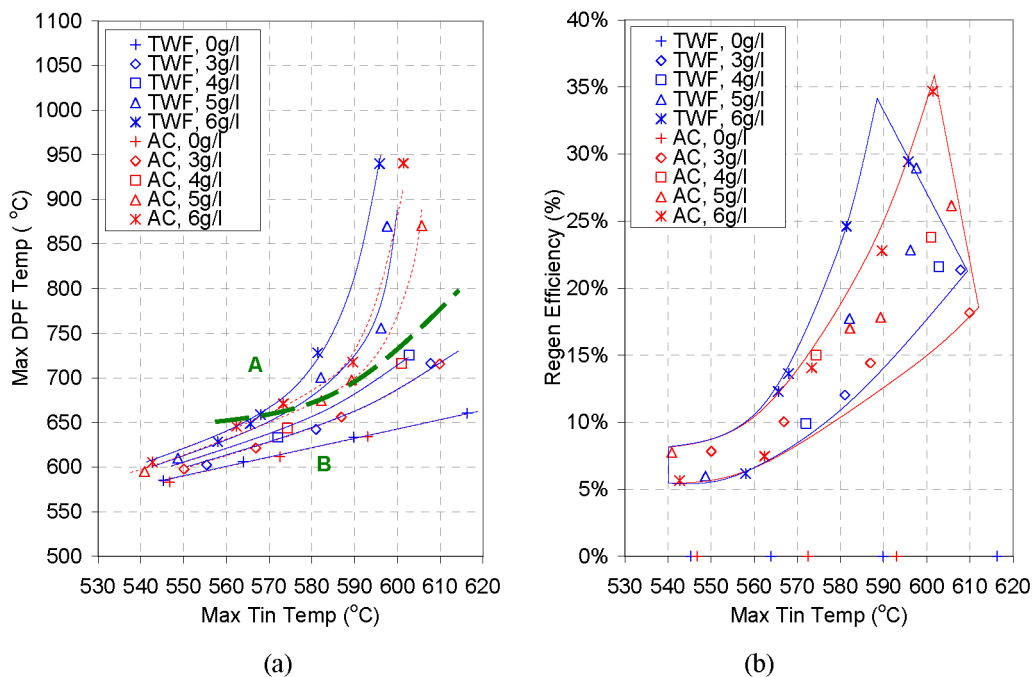 1100
1050
1000
950
900
850
800
750
700
650
600
550
500
Max DPF Temp ( °C)
TWF, 0g/l
TWF, 3g/l
TWF, 4g/l
TWF, 5g/l
TWF, 6g/l
AC, 0g/l
AC, 3g/l
AC, 4g/l
AC, 5g/l
AC, 6g/l
A
B
530 540 550 560 570 580 590 600 610 620
Max Tin Temp (°C)
(a)
40%
35%
30%
25%
20%
15%
10%
5%
0%
Regen Efficiency (%)
TWF, 0g/l
TWF, 3g/l
TWF, 4g/l
TWF, 5g/l
TWF, 6g/l
AC, 0g/l
AC, 3g/l
AC, 4g/l
AC, 5g/l
AC, 6g/l
530 540 550 560 570 580 590 600 610 620
Max Tin Temp (°C)
(b)